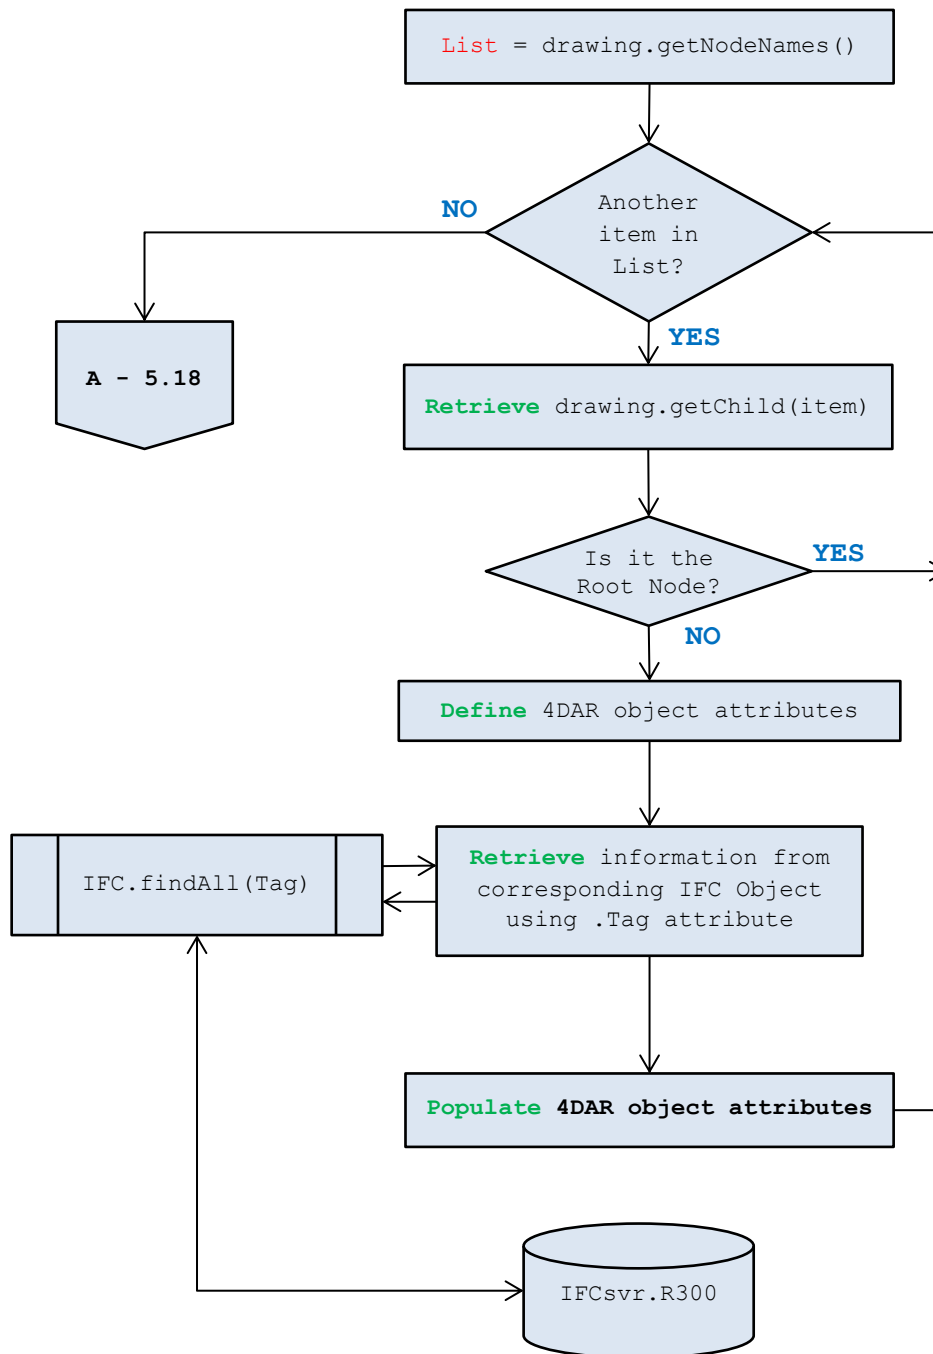 List = drawing.getNodeNames()
Another
item in
List?
NO
YES
A - 5.18
Retrieve drawing.getChild(item)
Is it the
Root Node?
YES
NO
Define 4DAR object attributes
IFC.findAll(Tag)
Retrieve information from
corresponding IFC Object
using .Tag attribute
Populate 4DAR object attributes
IFCsvr.R300